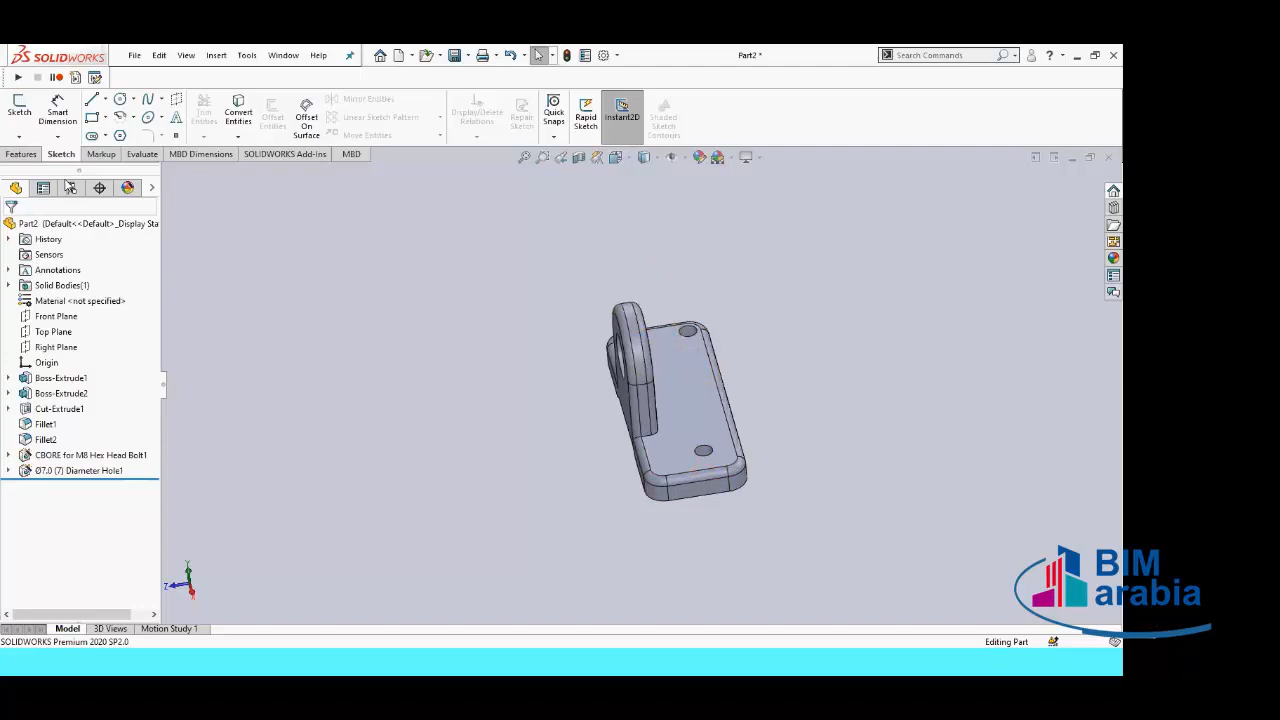 SOLIDWORKS File Edit View Insert Tools Window Help Part2 * Search Commands
Sketch Smart Dimension Trim Entities Convert Entities Offset Entities Offset On Surface Mirror Entities Linear Sketch Pattern Move Entities Display/Delete Relations Repair Sketch Quick Snaps Rapid Sketch Instant2D Shaded Sketch Contours
Features Sketch Markup Evaluate MBD Dimensions SOLIDWORKS Add-Ins MBD
Part2 (Default<<Default>_Display Sta
History
Sensors
Annotations
Solid Bodies(1)
Material <not specified>
Front Plane
Top Plane
Right Plane
Origin
Boss-Extrude1
Boss-Extrude2
Cut-Extrude1
Fillet1
Fillet2
CBORE for M8 Hex Head Bolt1
Ø7.0 (7) Diameter Hole1
BIM
arabia
Model 3D Views Motion Study 1
SOLIDWORKS Premium 2020 SP2.0 Editing Part